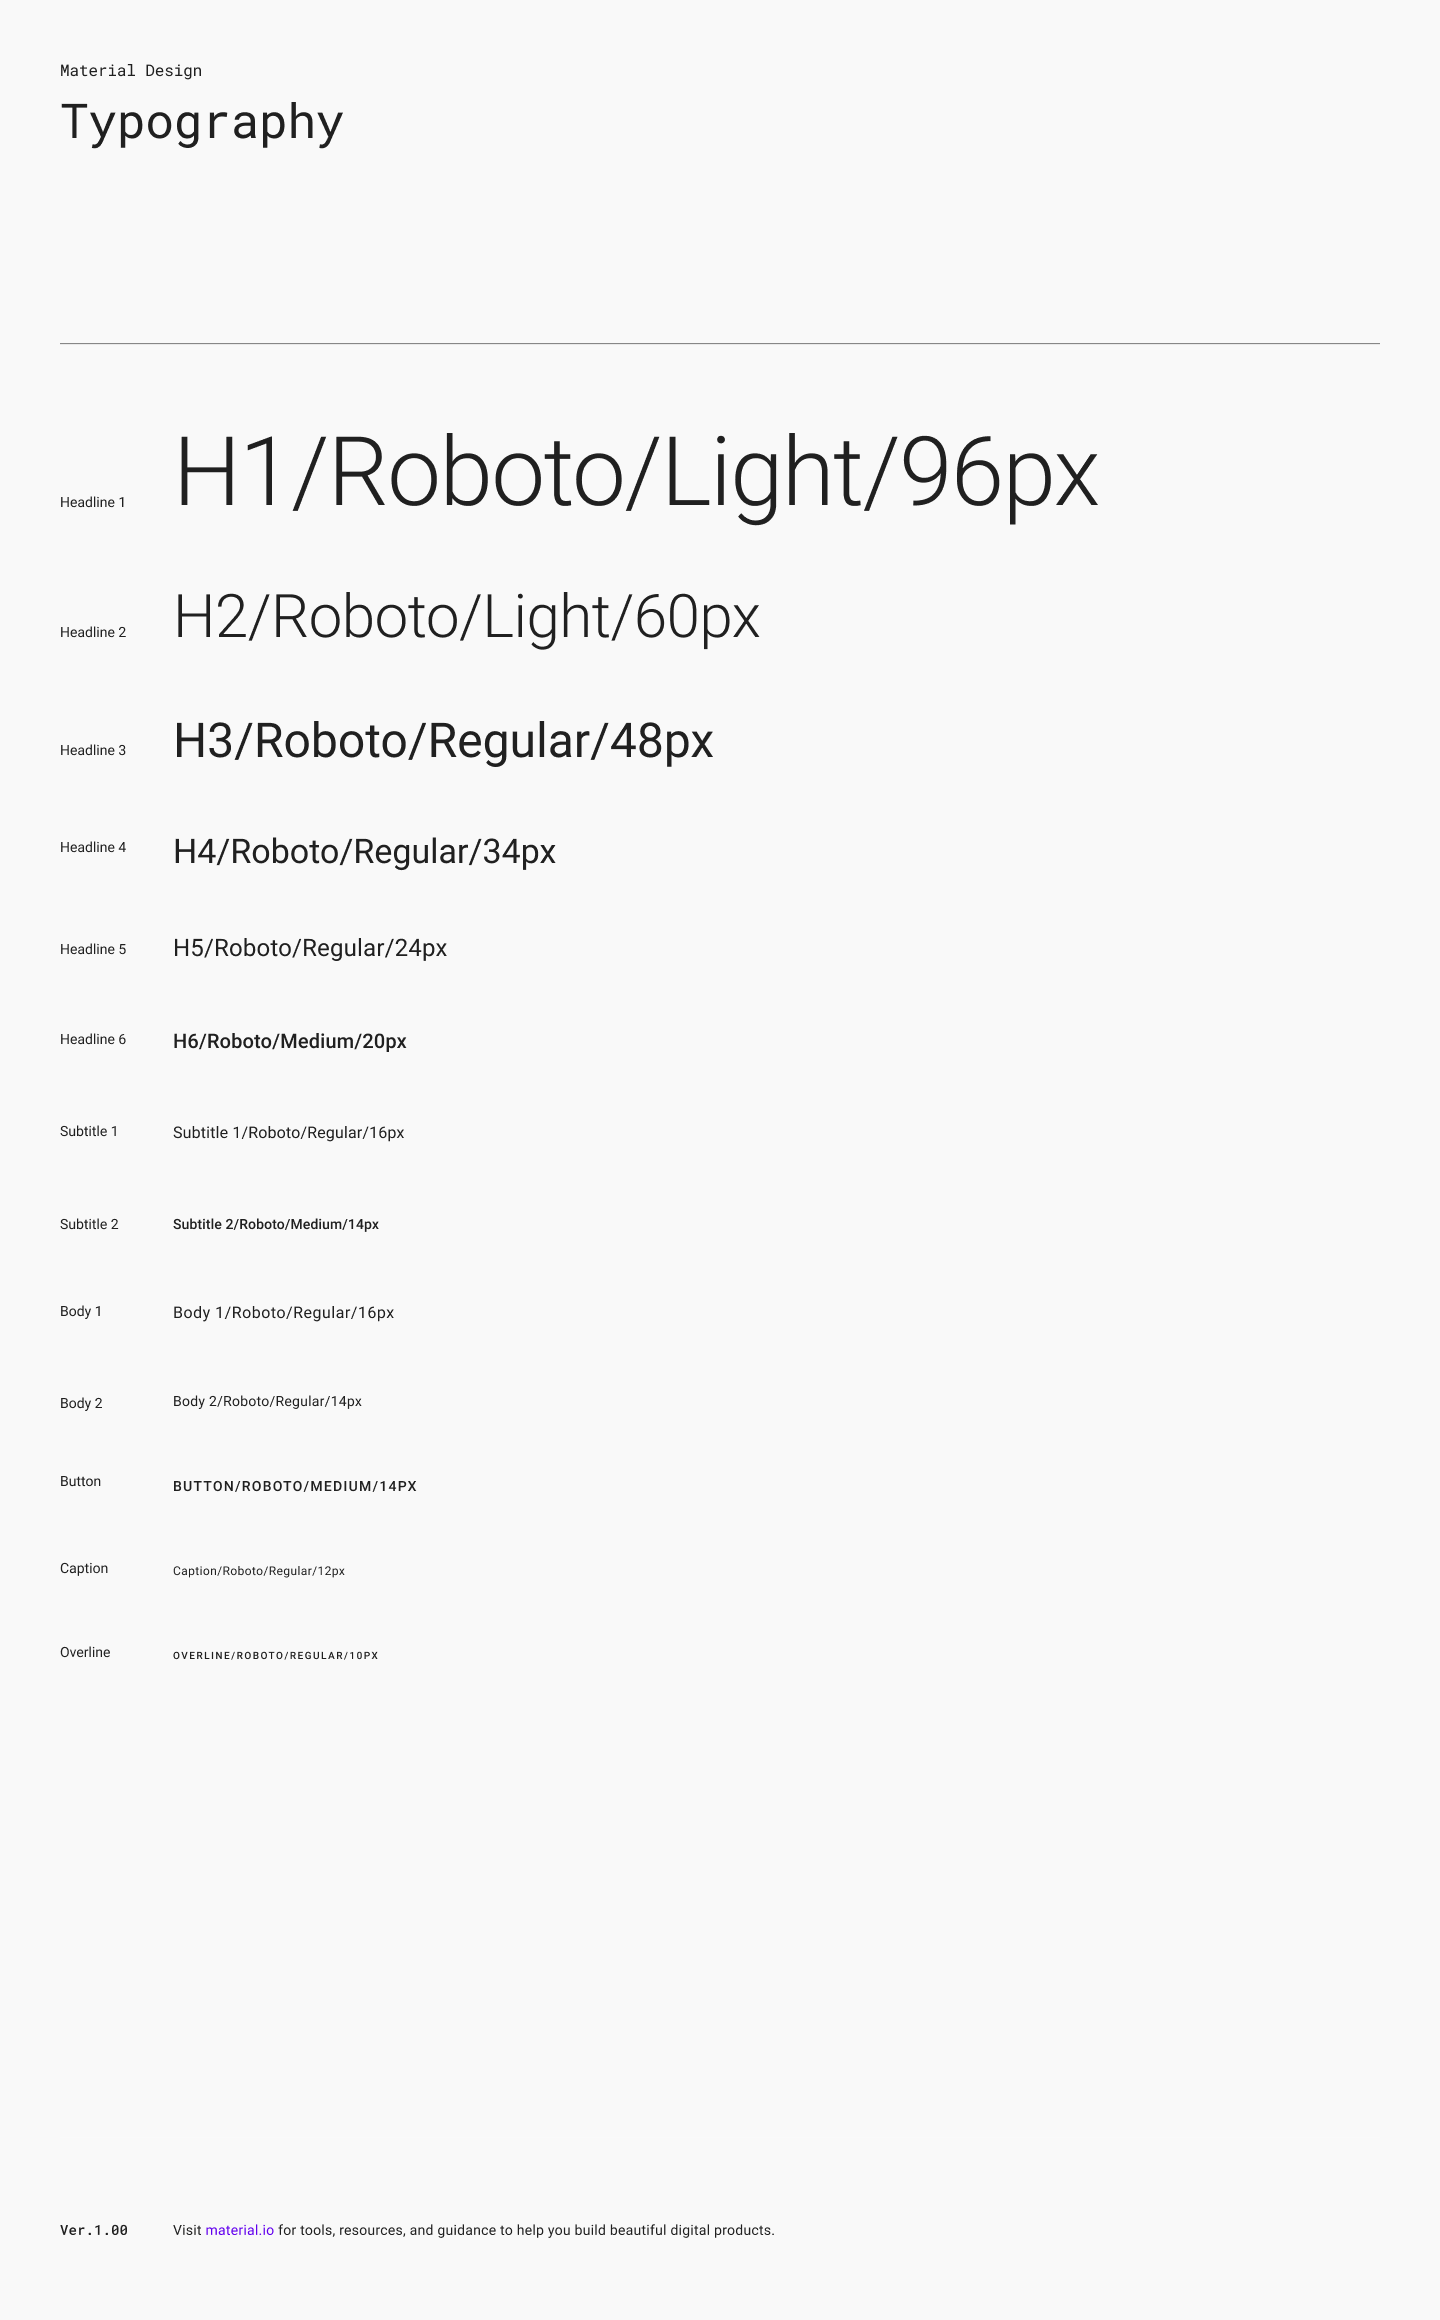 Material Design
Typography
Headline 1 H1/Roboto/Light/96px
Headline 2 H2/Roboto/Light/60px
Headline 3 H3/Roboto/Regular/48px
Headline 4 H4/Roboto/Regular/34px
Headline 5 H5/Roboto/Regular/24px
Headline 6 H6/Roboto/Medium/20px
Subtitle 1 Subtitle 1/Roboto/Regular/16px
Subtitle 2 Subtitle 2/Roboto/Medium/14px
Body 1 Body 1/Roboto/Regular/16px
Body 2 Body 2/Roboto/Regular/14px
Button BUTTON/ROBOTO/MEDIUM/14PX
Caption Caption/Roboto/Regular/12px
Overline OVERLINE/ROBOTO/REGULAR/10PX
Ver.1.00 Visit material.io for tools, resources, and guidance to help you build beautiful digital products.